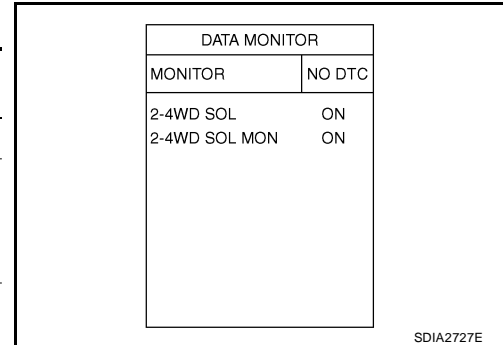 DATA MONITOR
MONITOR NO DTC
2-4WD SOL ON
2-4WD SOL MON ON
SDIA2727E